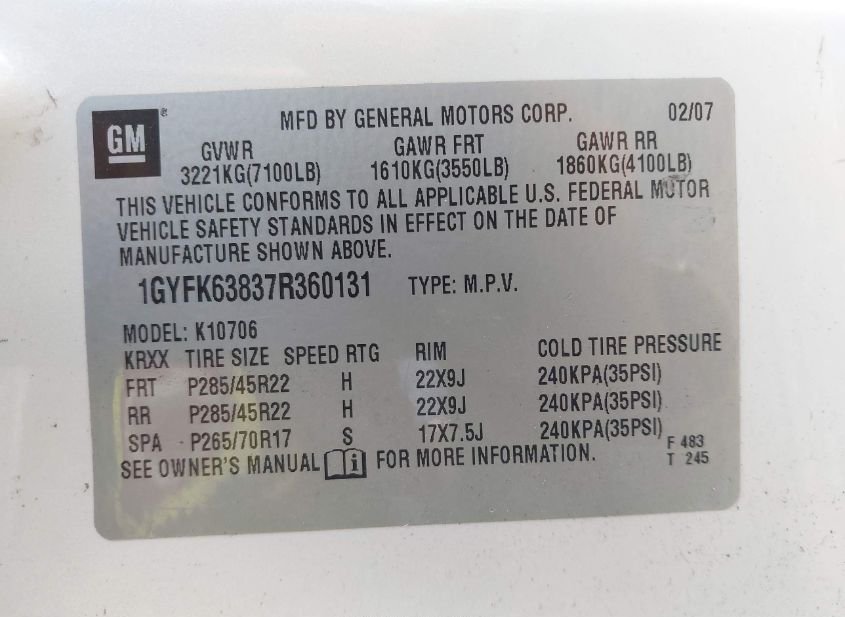 GM ® MFD BY GENERAL MOTORS CORP. 02/07
GVWR GAWR FRT GAWR RR
3221KG(7100LB) 1610KG(3550LB) 1860KG(4100LB)
THIS VEHICLE CONFORMS TO ALL APPLICABLE U.S. FEDERAL MOTOR
VEHICLE SAFETY STANDARDS IN EFFECT ON THE DATE OF
MANUFACTURE SHOWN ABOVE.
1GYFK63837R360131 TYPE: M.P.V.
MODEL: K10706
KRXX TIRE SIZE SPEED RTG RIM COLD TIRE PRESSURE
FRT P285/45R22 H 22X9J 240KPA(35PSI)
RR P285/45R22 H 22X9J 240KPA(35PSI)
SPA P265/70R17 S 17X7.5J 240KPA(35PSI)
SEE OWNER'S MANUAL i FOR MORE INFORMATION.
F 483
T 245